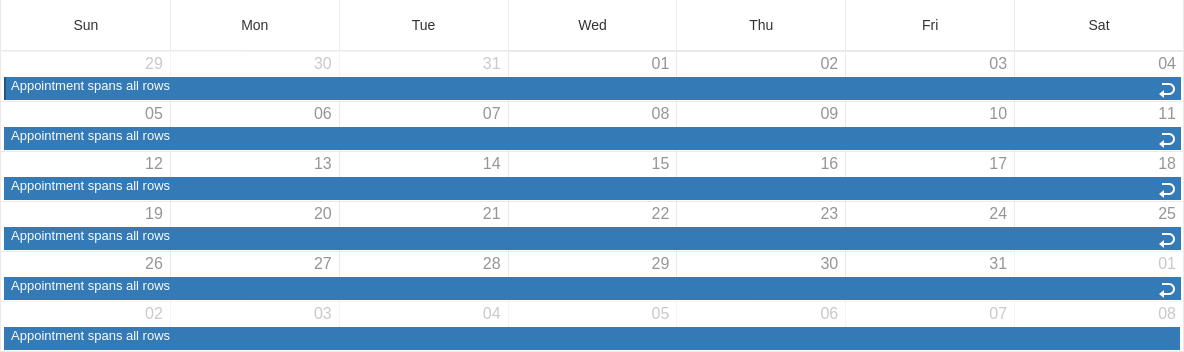 Sun Mon Tue Wed Thu Fri Sat
29 30 31 01 02 03 04
Appointment spans all rows
05 06 07 08 09 10 11
Appointment spans all rows
12 13 14 15 16 17 18
Appointment spans all rows
19 20 21 22 23 24 25
Appointment spans all rows
26 27 28 29 30 31 01
Appointment spans all rows
02 03 04 05 06 07 08
Appointment spans all rows